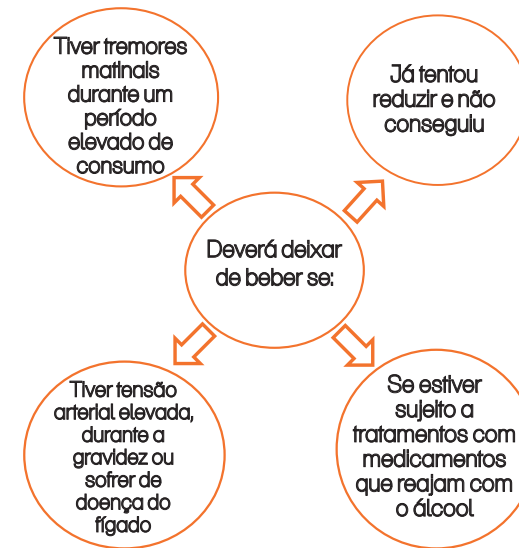 Tiver tremores
matinais
durante um
período
elevado de
consumo
Já tentou
reduzir e não
conseguiu
Deverá deixar
de beber se:
Tiver tensão
arterial elevada,
durante a
gravidez ou
sofrer de
doença do
fígado
Se estiver
sujeito a
tratamentos com
medicamentos
que reajam com
o álcool